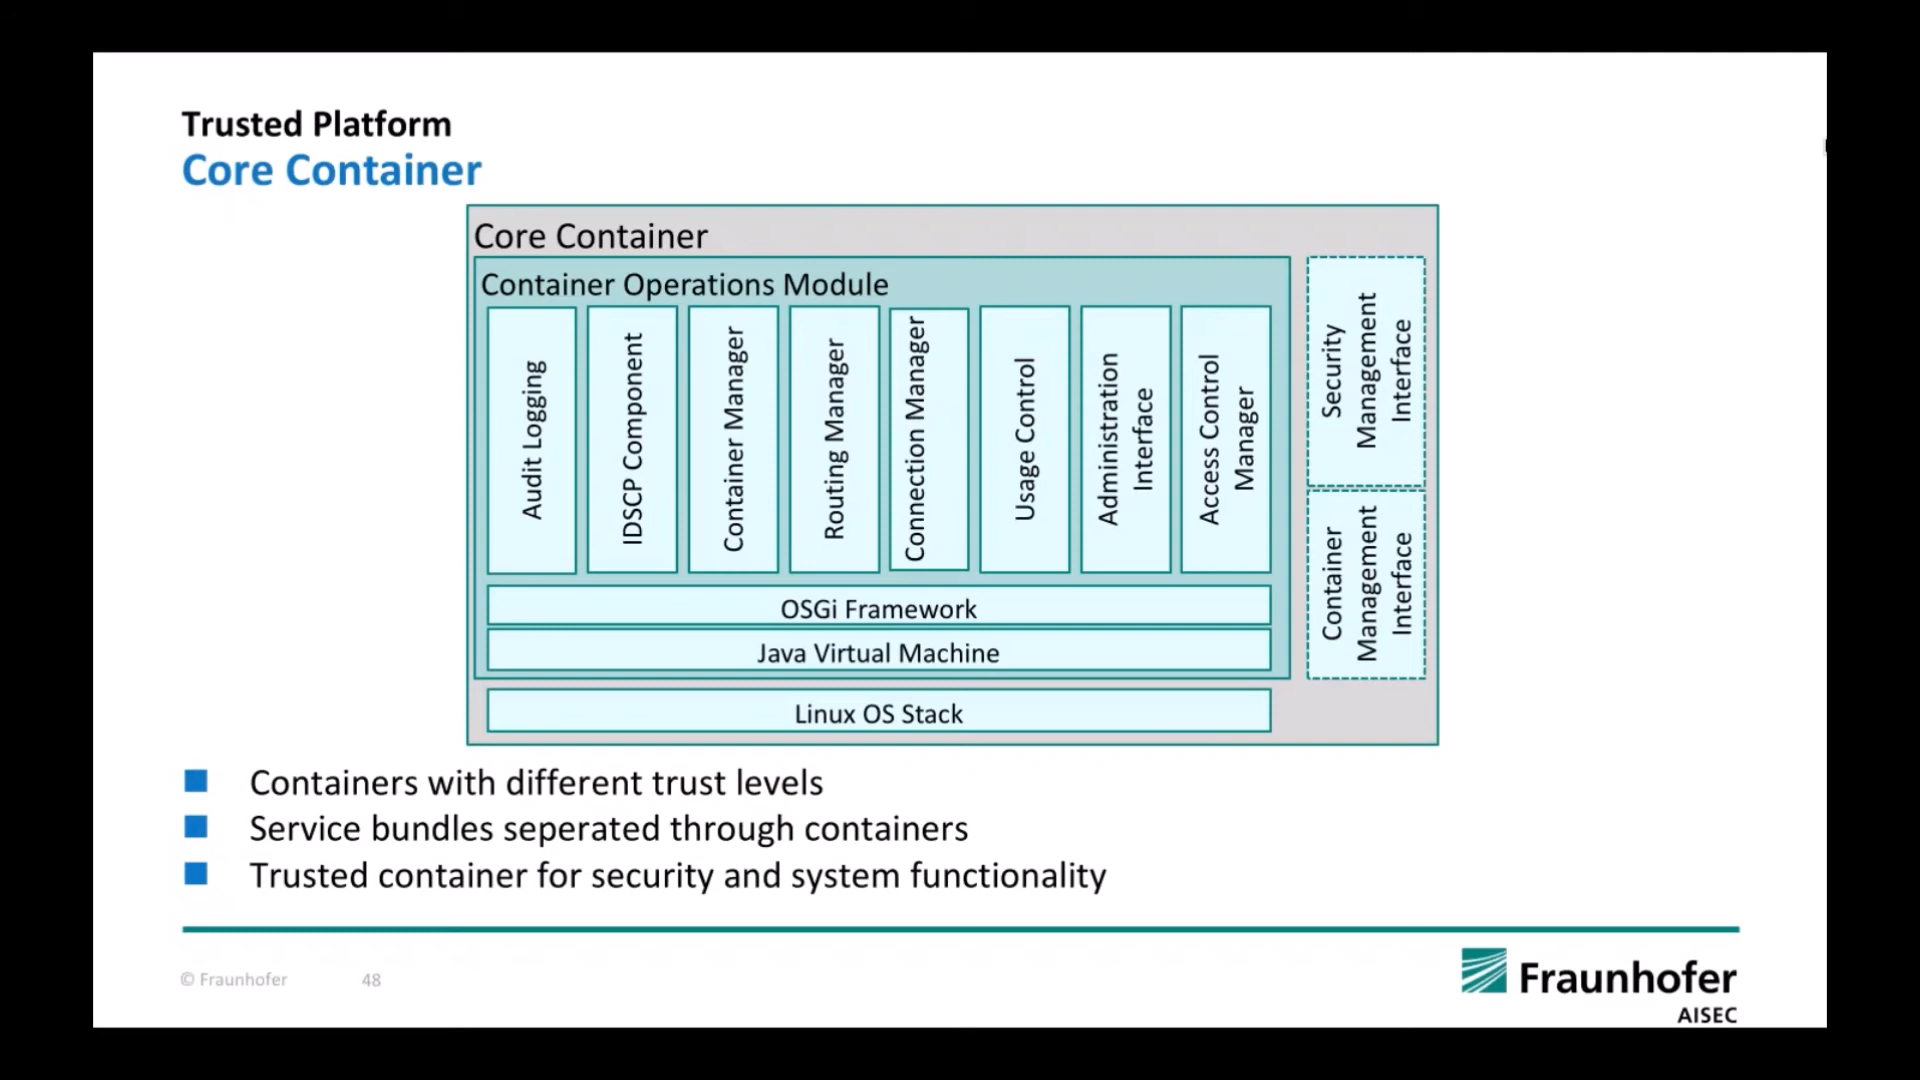 Trusted Platform
Core Container
Core Container
Container Operations Module
Audit Logging
IDSCP Component
Container Manager
Routing Manager
Connection Manager
Usage Control
Administration
Interface
Access Control
Manager
Security
Management
Interface
Container
Management
Interface
OSGi Framework
Java Virtual Machine
Linux OS Stack
Containers with different trust levels
Service bundles seperated through containers
Trusted container for security and system functionality
© Fraunhofer
48
Fraunhofer
AISEC